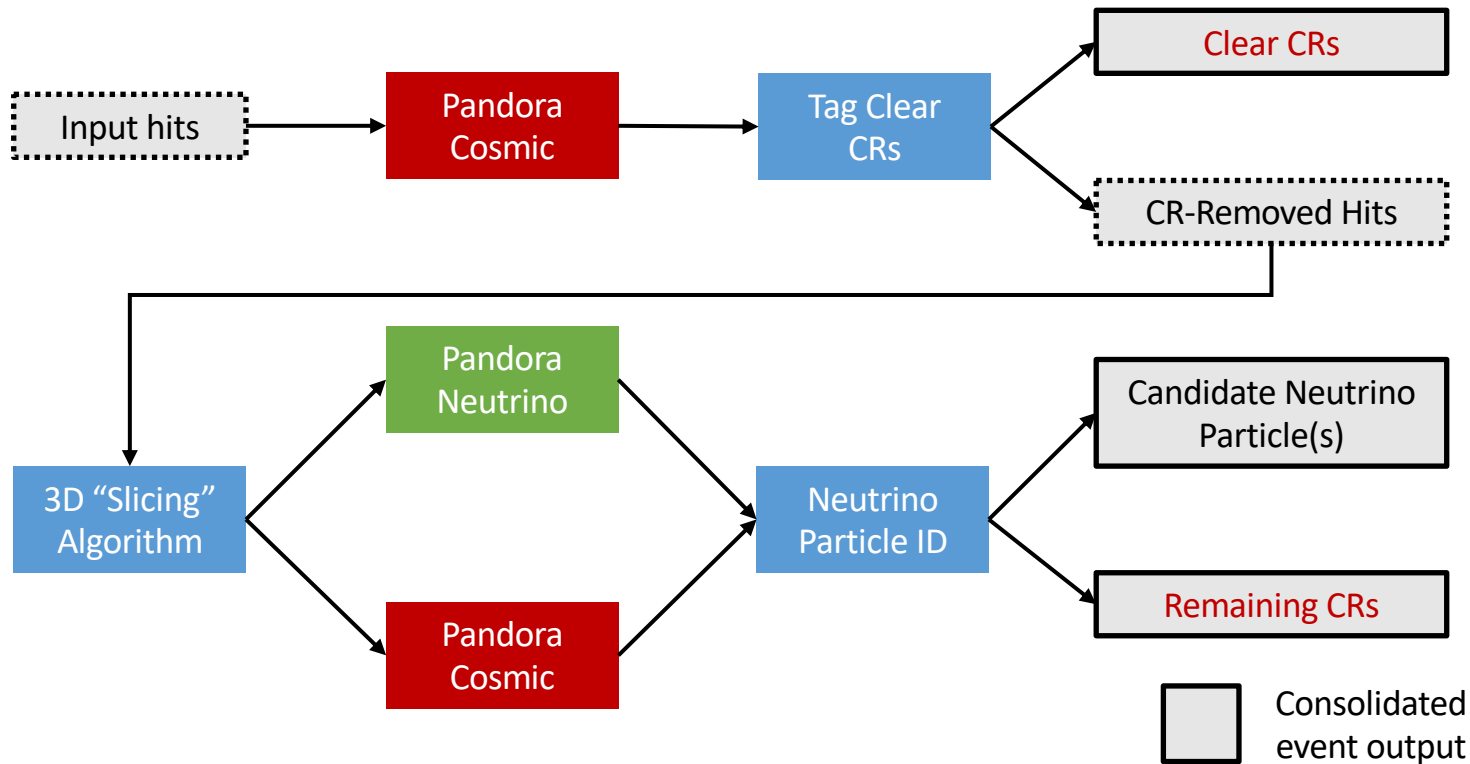 Clear CRs
Input hits
Pandora
Cosmic
Tag Clear
CRs
CR-Removed Hits
Pandora
Neutrino
Candidate Neutrino
Particle(s)
3D “Slicing”
Algorithm
Neutrino
Particle ID
Pandora
Cosmic
Remaining CRs
Consolidated
event output